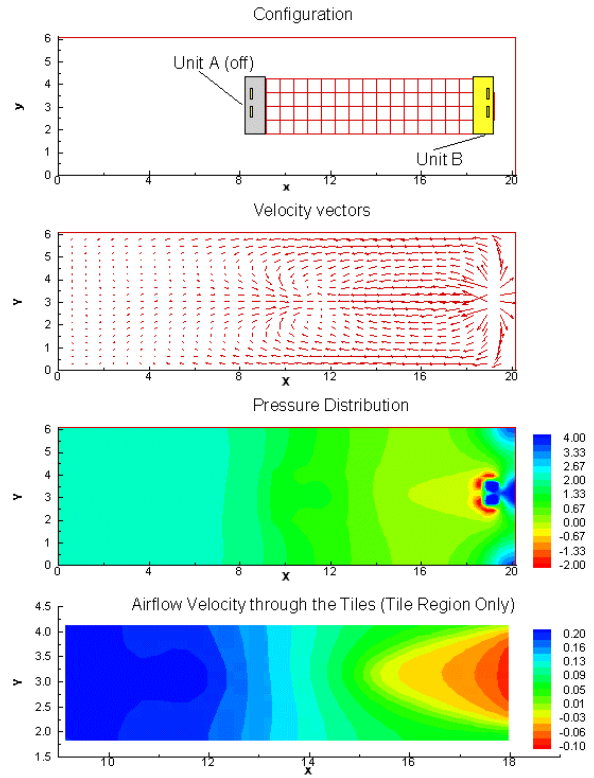 Configuration
6
5
4
3
2
1
0
y
Unit A (off)
Unit B
0 4 8 12 16 20
x
Velocity vectors
6
5
4
3
2
1
0
Y
0 4 8 12 16 20
X
Pressure Distribution
6
5
4
3
2
1
0
Y
0 4 8 12 16 20
X
4.00
3.33
2.67
2.00
1.33
0.67
0.00
-0.67
-1.33
-2.00
Airflow Velocity through the Tiles (Tile Region Only)
4.5
4.0
3.5
3.0
2.5
2.0
1.5
Y
10 12 14 16 18
X
0.20
0.16
0.13
0.09
0.05
0.01
-0.03
-0.06
-0.10